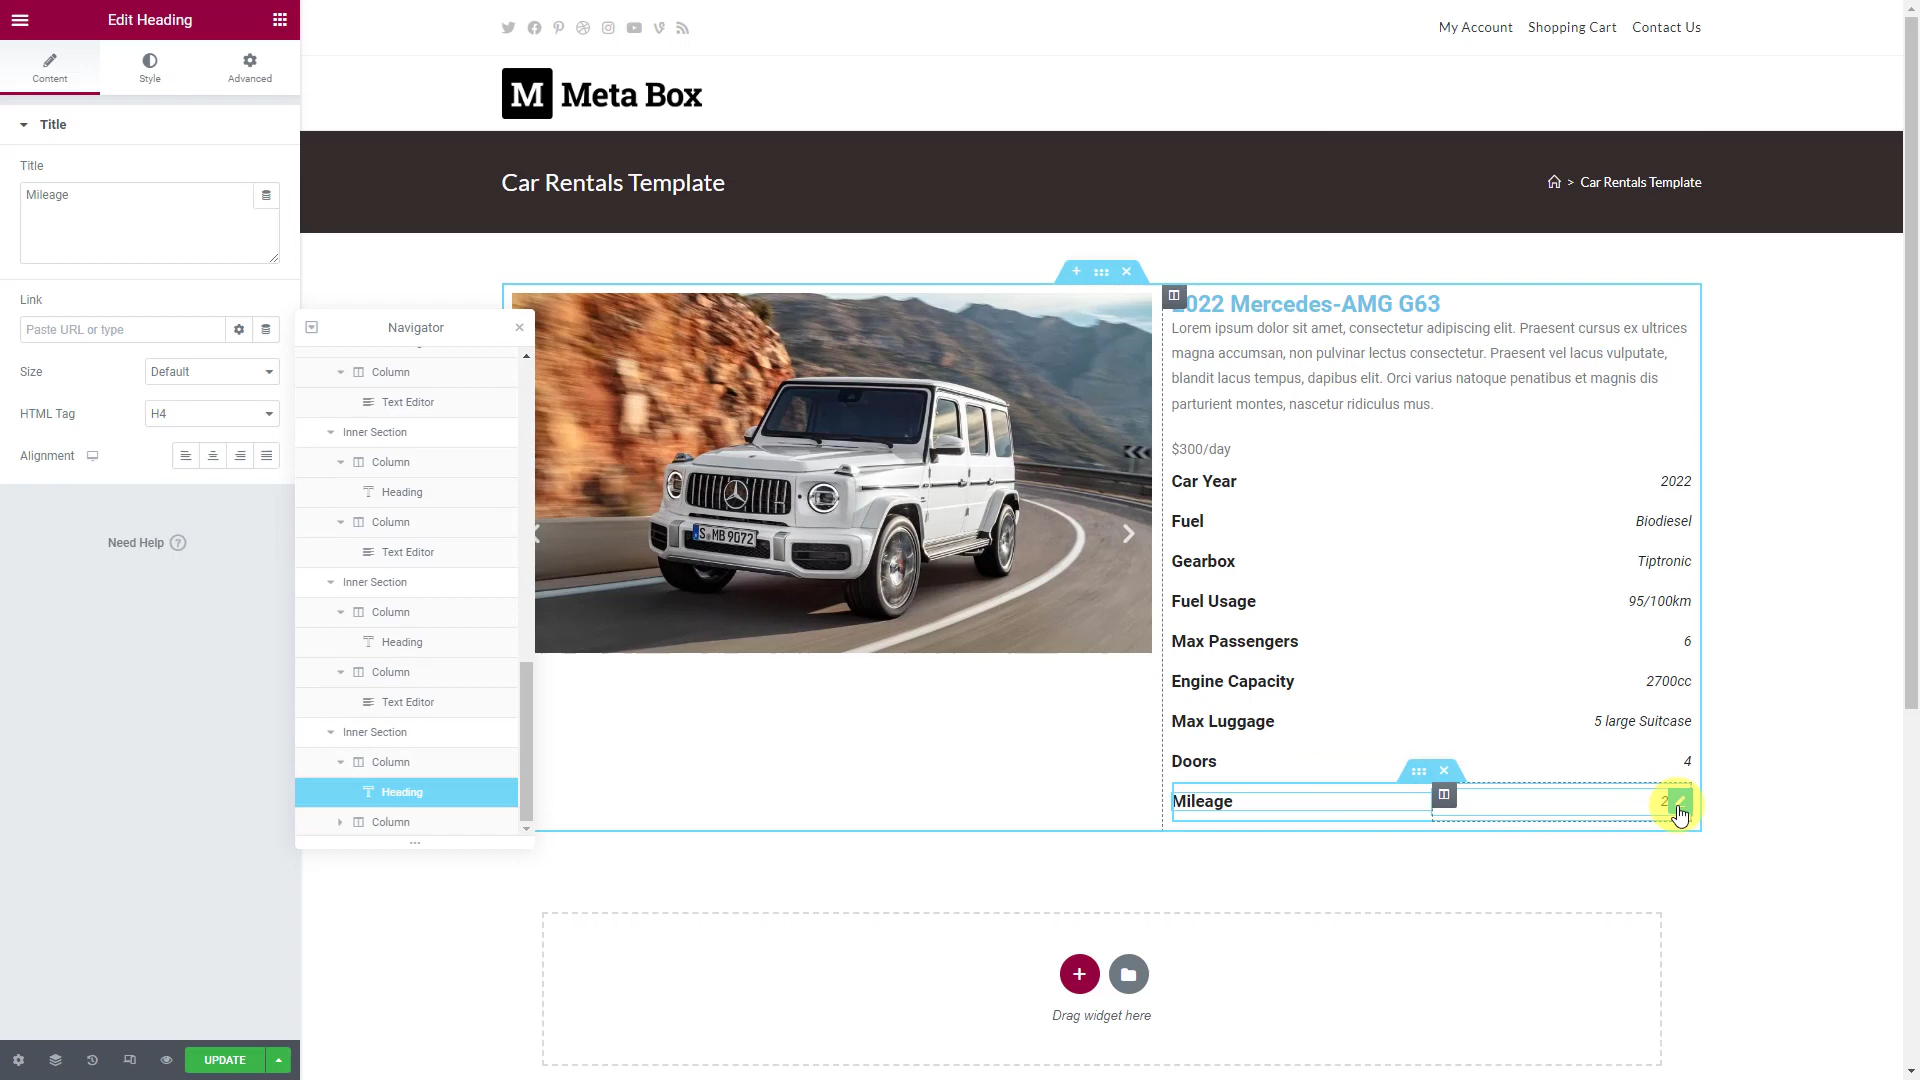 Edit Heading
Content
Style
Advanced
Title
Title
Mileage
Link
Paste URL or type
Size
Default
HTML Tag
H4
Alignment
Need Help ?
UPDATE
Navigator
Column
Text Editor
Inner Section
Column
Heading
Column
Text Editor
Inner Section
Column
Heading
Column
Text Editor
Inner Section
Column
Heading
Column
My Account
Shopping Cart
Contact Us
M Meta Box
Car Rentals Template
> Car Rentals Template
S MB 9072
2022 Mercedes-AMG G63
Lorem ipsum dolor sit amet, consectetur adipiscing elit. Praesent cursus ex ultrices
magna accumsan, non pulvinar lectus consectetur. Praesent vel lacus vulputate,
blandit lacus tempus, dapibus elit. Orci varius natoque penatibus et magnis dis
parturient montes, nascetur ridiculus mus.
$300/day
Car Year 2022
Fuel Biodiesel
Gearbox Tiptronic
Fuel Usage 95/100km
Max Passengers 6
Engine Capacity 2700cc
Max Luggage 5 large Suitcase
Doors 4
Mileage
Drag widget here